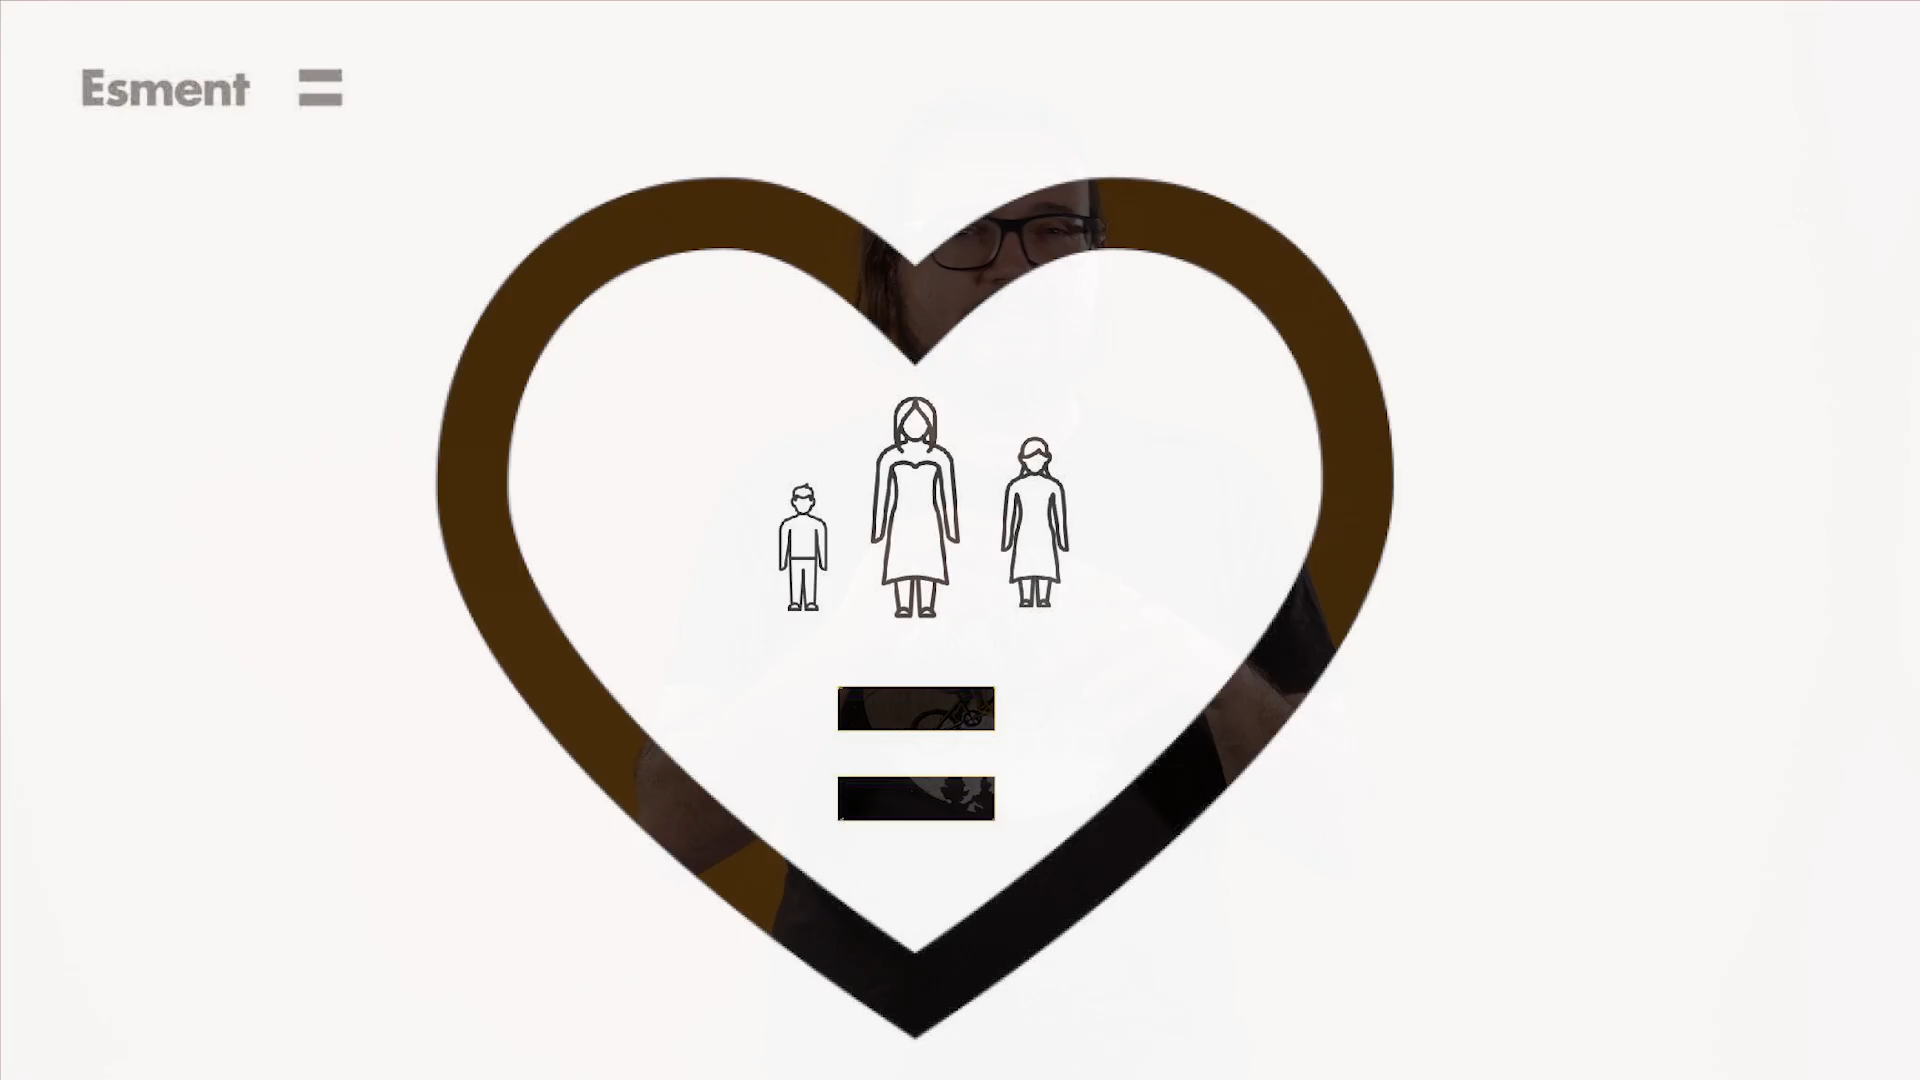 Esment =